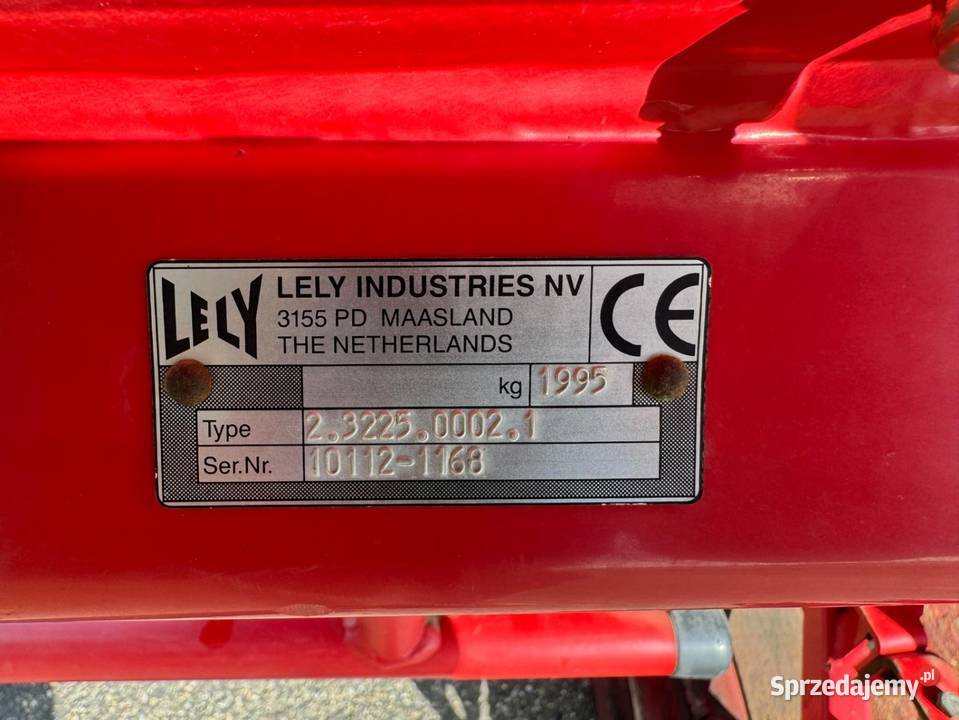 LELY
LELY INDUSTRIES NV
3155 PD MAASLAND
THE NETHERLANDS
CE
kg 1995
Type 2.3225.0002.1
Ser.Nr. 10112-1168
Sprzedajemy.pl